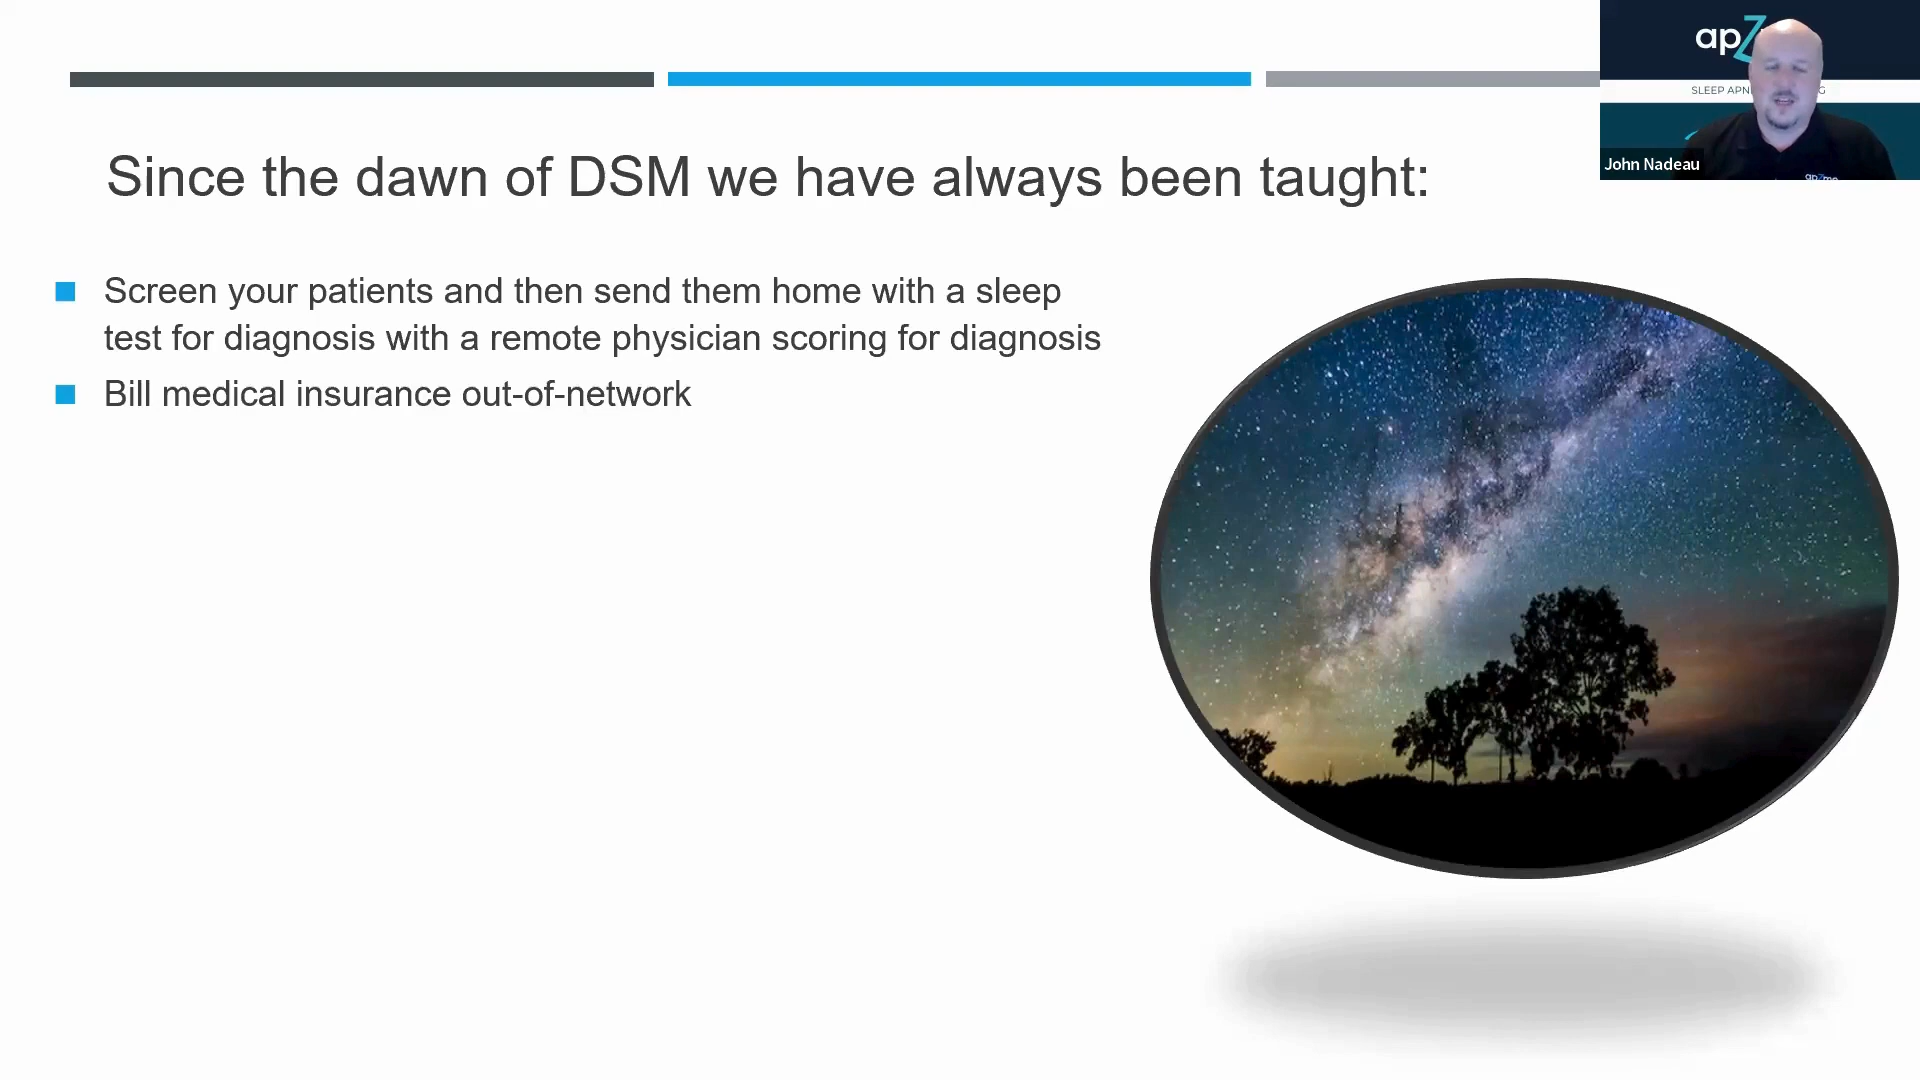 Since the dawn of DSM we have always been taught:
Screen your patients and then send them home with a sleep
test for diagnosis with a remote physician scoring for diagnosis
Bill medical insurance out-of-network
SLEEP
John Nadeau